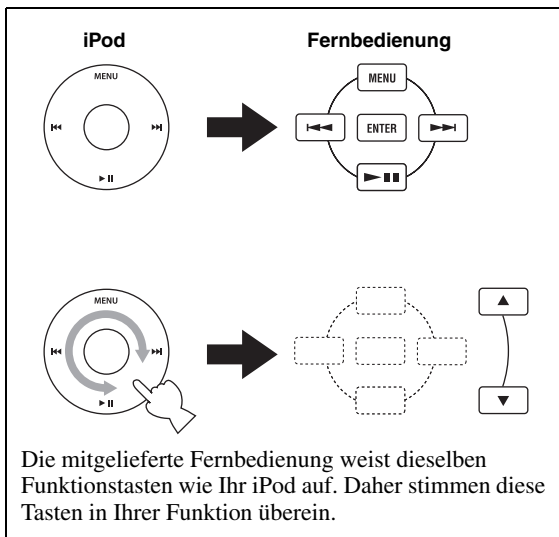 iPod Fernbedienung
MENU MENU
ENTER
MENU
Die mitgelieferte Fernbedienung weist dieselben
Funktionstasten wie Ihr iPod auf. Daher stimmen diese
Tasten in Ihrer Funktion überein.